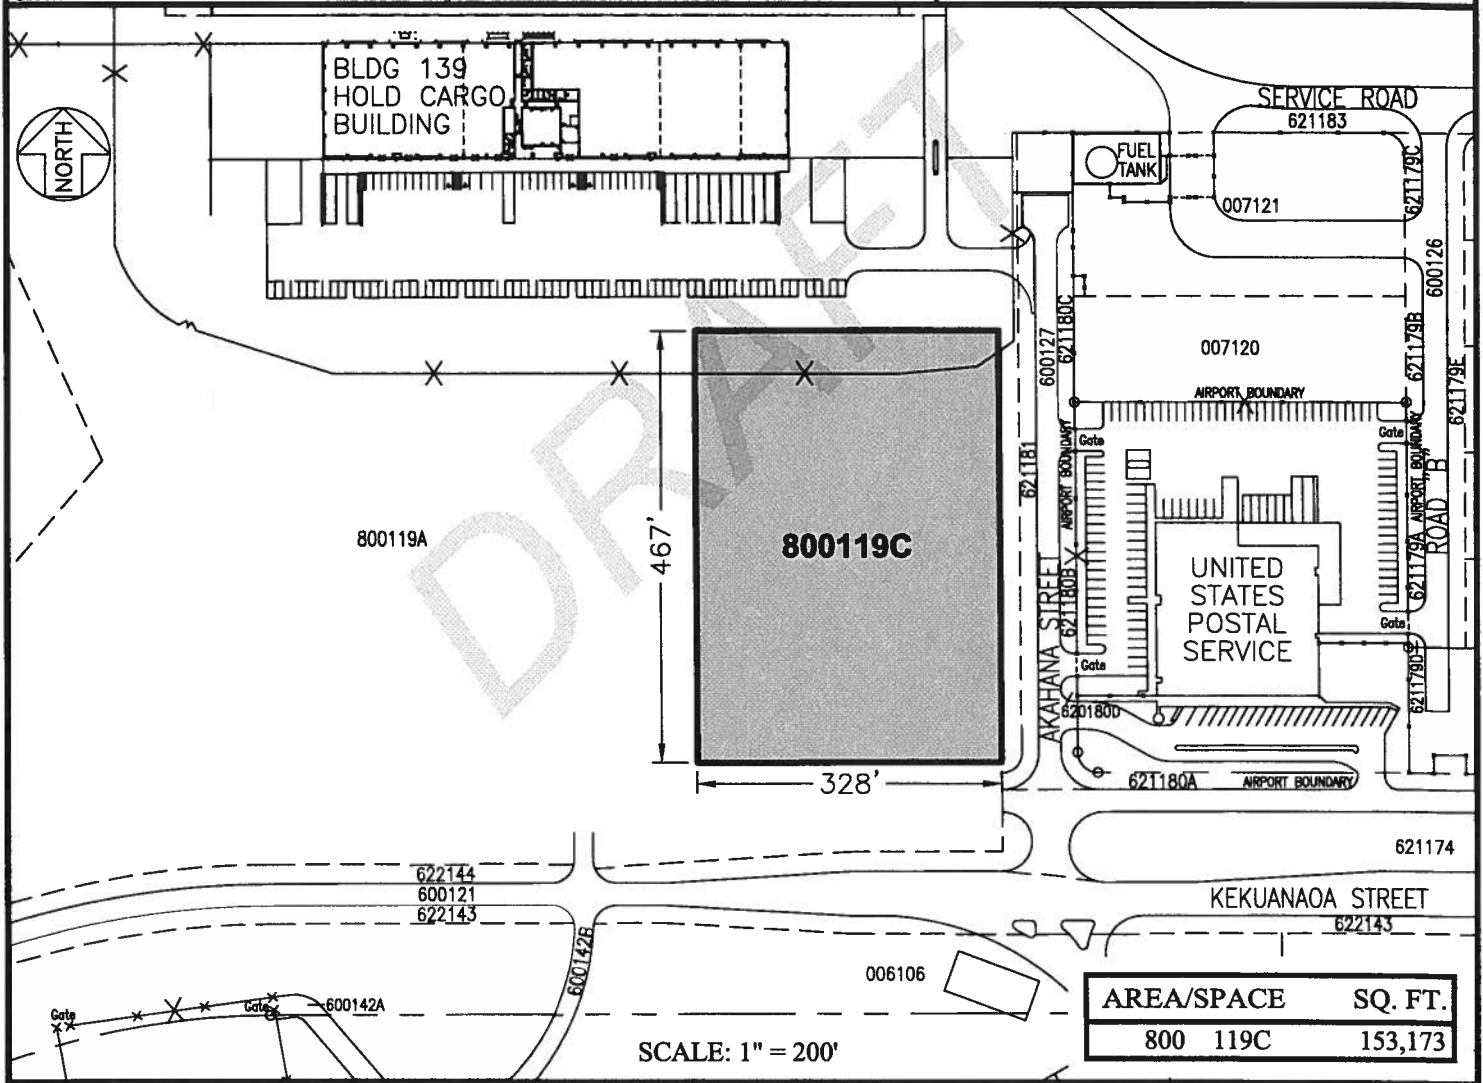 BLDG 139
HOLD CARGO
BUILDING
NORTH
SERVICE ROAD
621183
FUEL
TANK
007121
621179C
600126
621180C
600127
007120
621179B
621179E
AIRPORT BOUNDARY
Gate
Gate
AIRPORT BOUNDARY
621181
AIRPORT BOUNDARY
ROAD "B"
621179A
800119A
467'
800119C
DRAFT
AKAHANA STREET
621180B
UNITED
STATES
POSTAL
SERVICE
Gate
Gate
621179D
620180D
328'
621180A
AIRPORT BOUNDARY
621174
622144
600121
622143
KEKUANAOA STREET
622143
600142B
006106
Gate
Gate
600142A
SCALE: 1" = 200'
AREA/SPACE SQ. FT.
800 119C 153,173